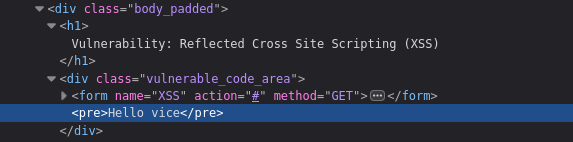 <div class="body_padded">
<h1>
Vulnerability: Reflected Cross Site Scripting (XSS)
</h1>
<div class="vulnerable_code_area">
<form name="XSS" action="#" method="GET">...</form>
<pre>Hello vice</pre>
</div>